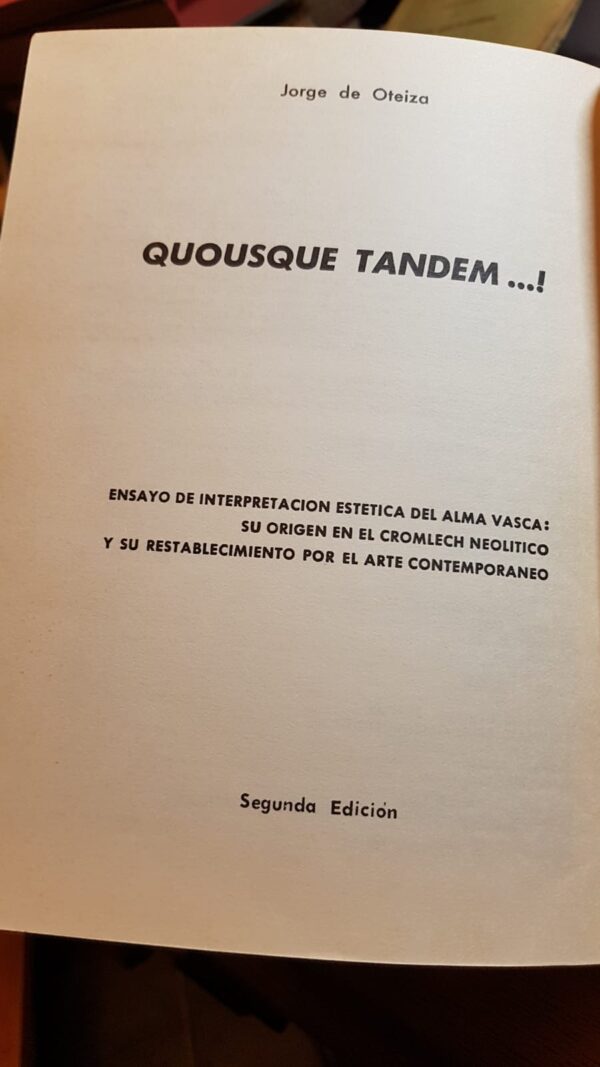 Jorge de Oteiza
QUOUSQUE TANDEM ...!
ENSAYO DE INTERPRETACION ESTETICA DEL ALMA VASCA:
SU ORIGEN EN EL CROMLECH NEOLITICO
Y SU RESTABLECIMIENTO POR EL ARTE CONTEMPORANEO
Segunda Edición